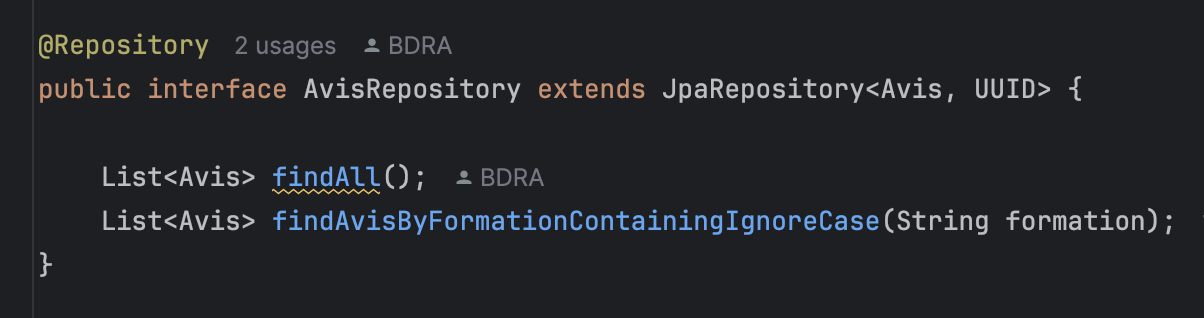 @Repository 2 usages BDRA
public interface AvisRepository extends JpaRepository<Avis, UUID> {
List<Avis> findAll(); BDRA
List<Avis> findAvisByFormationContainingIgnoreCase(String formation);
}